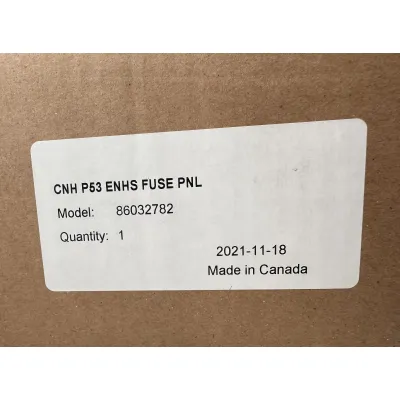 CNH P53 ENHS FUSE PNL
Model: 86032782
Quantity: 1
2021-11-18
Made in Canada